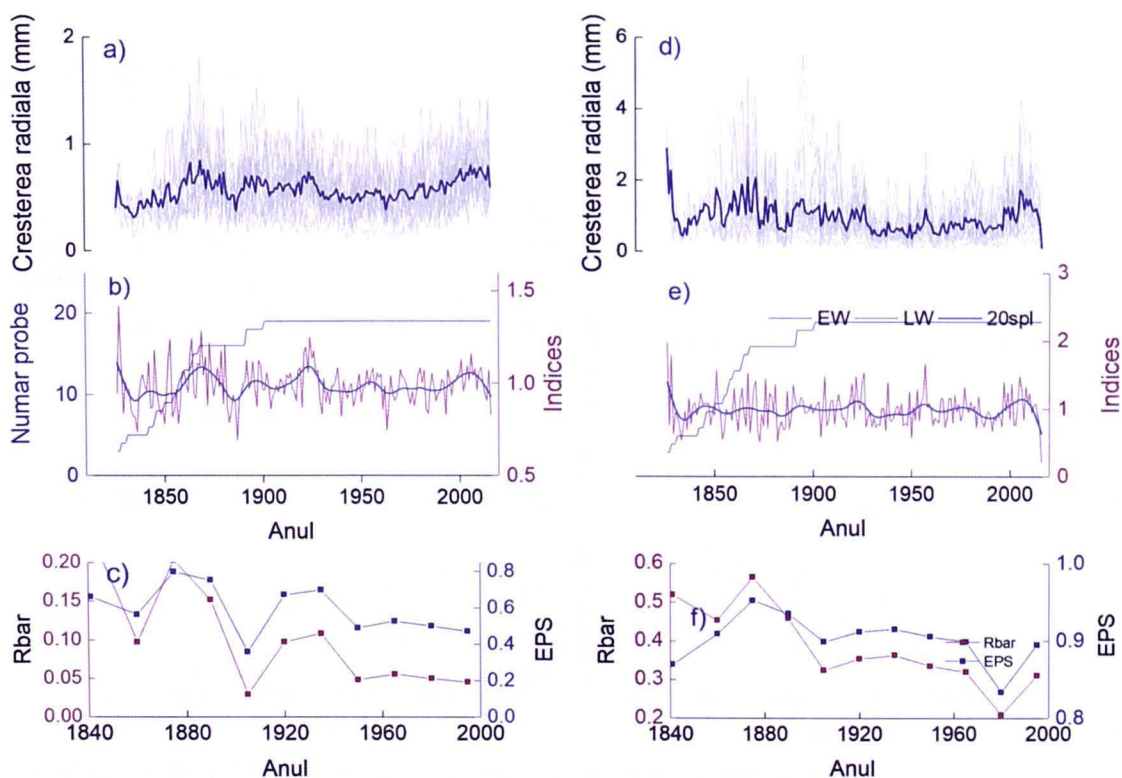 a)
Cresterea radiala (mm)
2
1
0
d)
Cresterea radiala (mm)
6
4
2
0
b)
Numar probe
20
10
0
1.5
1.0
0.5
Indices
1850 1900 1950 2000
Anul
e)
EW LW 20spl
3
2
1
0
Indices
1850 1900 1950 2000
Anul
c)
Rbar
0.20
0.15
0.10
0.05
0.00
0.8
0.6
0.4
0.2
0.0
EPS
1840 1880 1920 1960 2000
Anul
f)
Rbar
0.6
0.5
0.4
0.3
0.2
Rbar
EPS
1.0
0.9
0.8
EPS
1840 1880 1920 1960 2000
Anul